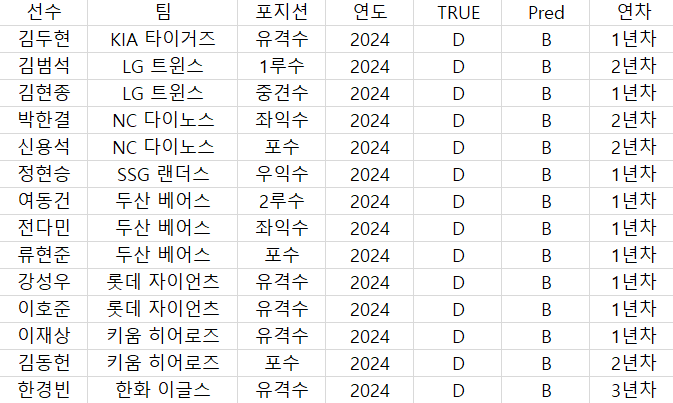 선수 팀 포지션 연도 TRUE Pred 연차
김두현 KIA 타이거즈 유격수 2024 D B 1년차
김범석 LG 트윈스 1루수 2024 D B 2년차
김현종 LG 트윈스 중견수 2024 D B 1년차
박한결 NC 다이노스 좌익수 2024 D B 2년차
신용석 NC 다이노스 포수 2024 D B 2년차
정현승 SSG 랜더스 우익수 2024 D B 1년차
여동건 두산 베어스 2루수 2024 D B 1년차
전다민 두산 베어스 좌익수 2024 D B 1년차
류현준 두산 베어스 포수 2024 D B 1년차
강성우 롯데 자이언츠 유격수 2024 D B 1년차
이호준 롯데 자이언츠 유격수 2024 D B 1년차
이재상 키움 히어로즈 유격수 2024 D B 1년차
김동헌 키움 히어로즈 포수 2024 D B 2년차
한경빈 한화 이글스 유격수 2024 D B 3년차